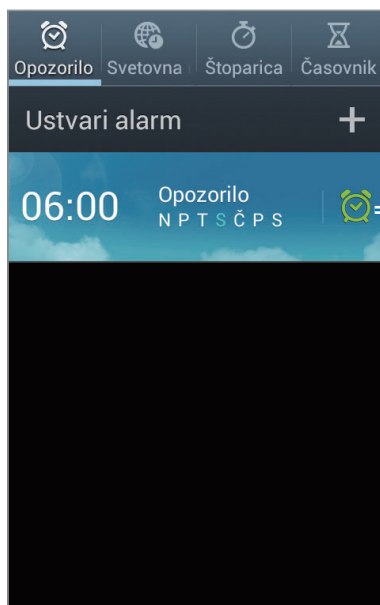 Opozorilo Svetovna Štoparica Časovnik
Ustvari alarm
06:00 Opozorilo
N P T S Č P S